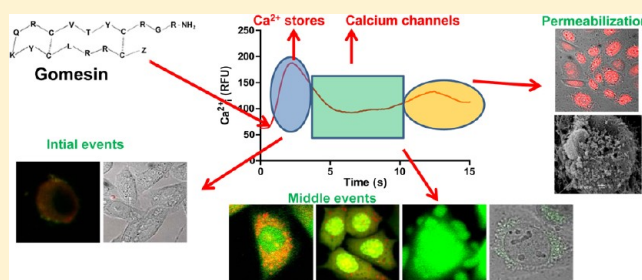 Ca²⁺ stores
Calcium channels
Permeabilization
Q R C V T Y C R G R NH₂
K Y C L R R C Z
Gomesin
Ca²⁺ᵢ (RFU)
250
200
150
100
50
0
5
10
15
Time (s)
Intial events
Middle events